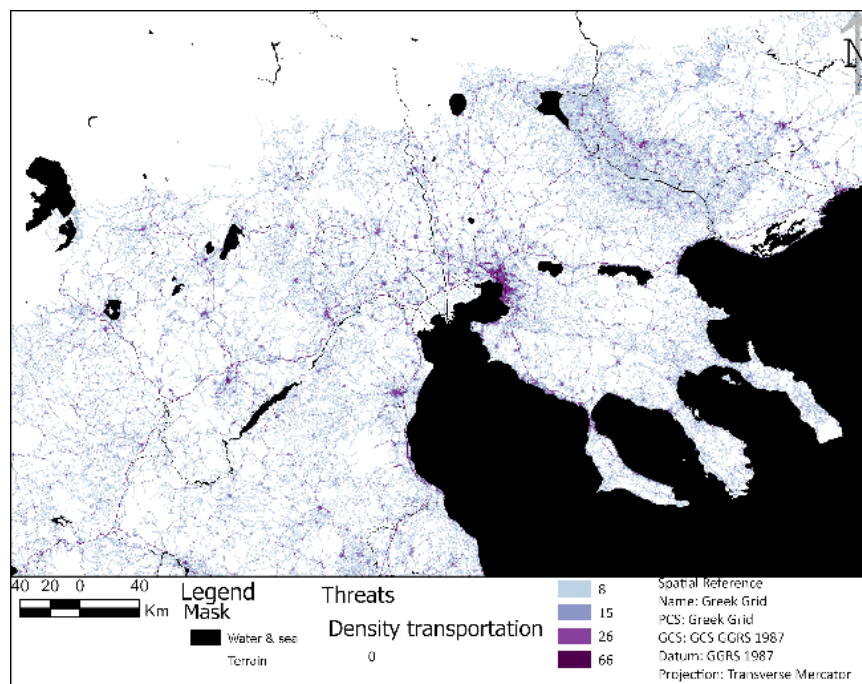 N
40 20 0 40
Km
Legend
Mask
Water & sea
Terrain
Threats
Density transportation
0
8
15
26
66
Spatial Reference
Name: Greek Grid
PCS: Greek Grid
GCS: GCS GGRS 1987
Datum: GGRS 1987
Projection: Transverse Mercator